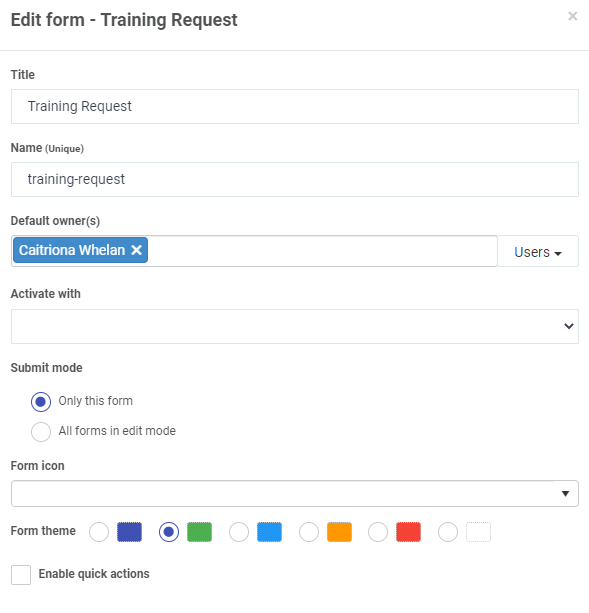 Edit form - Training Request
×
Title
Training Request
Name (Unique)
training-request
Default owner(s)
Caitriona Whelan ×
Users
Activate with
Submit mode
Only this form
All forms in edit mode
Form icon
Form theme
Enable quick actions